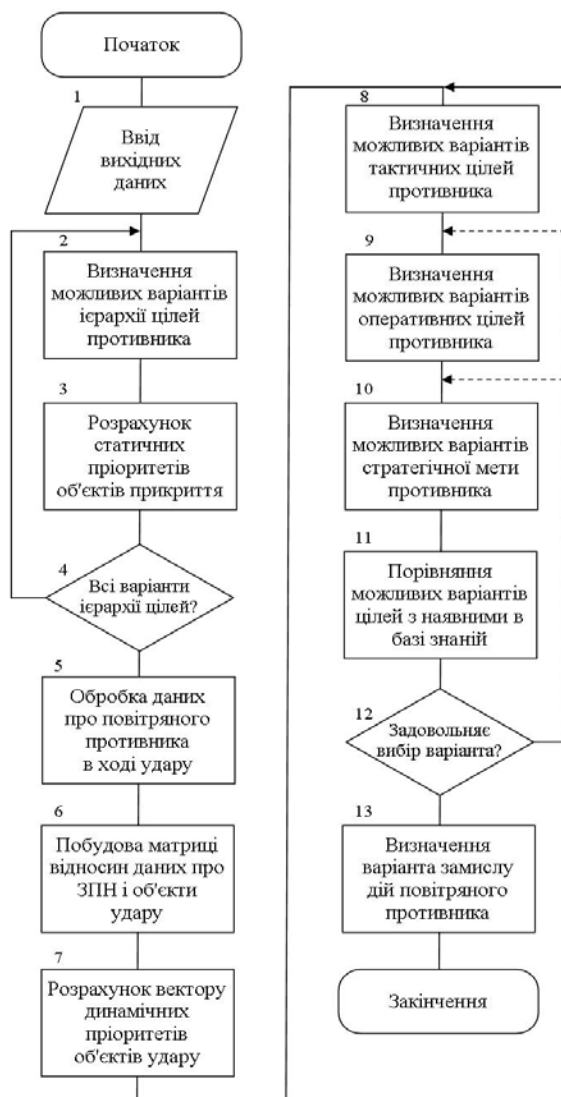 Початок
1
Ввід
вихідних
даних
2
Визначення
можливих варіантів
ієрархії цілей
противника
3
Розрахунок
статичних
пріоритетів
об'єктів прикриття
4
Всі варіанти
ієрархії цілей?
5
Обробка даних
про повітряного
противника
в ході удару
6
Побудова матриці
відносин даних про
ЗПН і об'єкти
удару
7
Розрахунок вектору
динамічних
пріоритетів
об'єктів удару
8
Визначення
можливих варіантів
тактичних цілей
противника
9
Визначення
можливих варіантів
оперативних цілей
противника
10
Визначення
можливих варіантів
стратегічної мети
противника
11
Порівняння
можливих варіантів
цілей з наявними в
базі знаній
12
Задовольняє
вибір варіанта?
13
Визначення
варіанта замислу
дій повітряного
противника
Закінчення